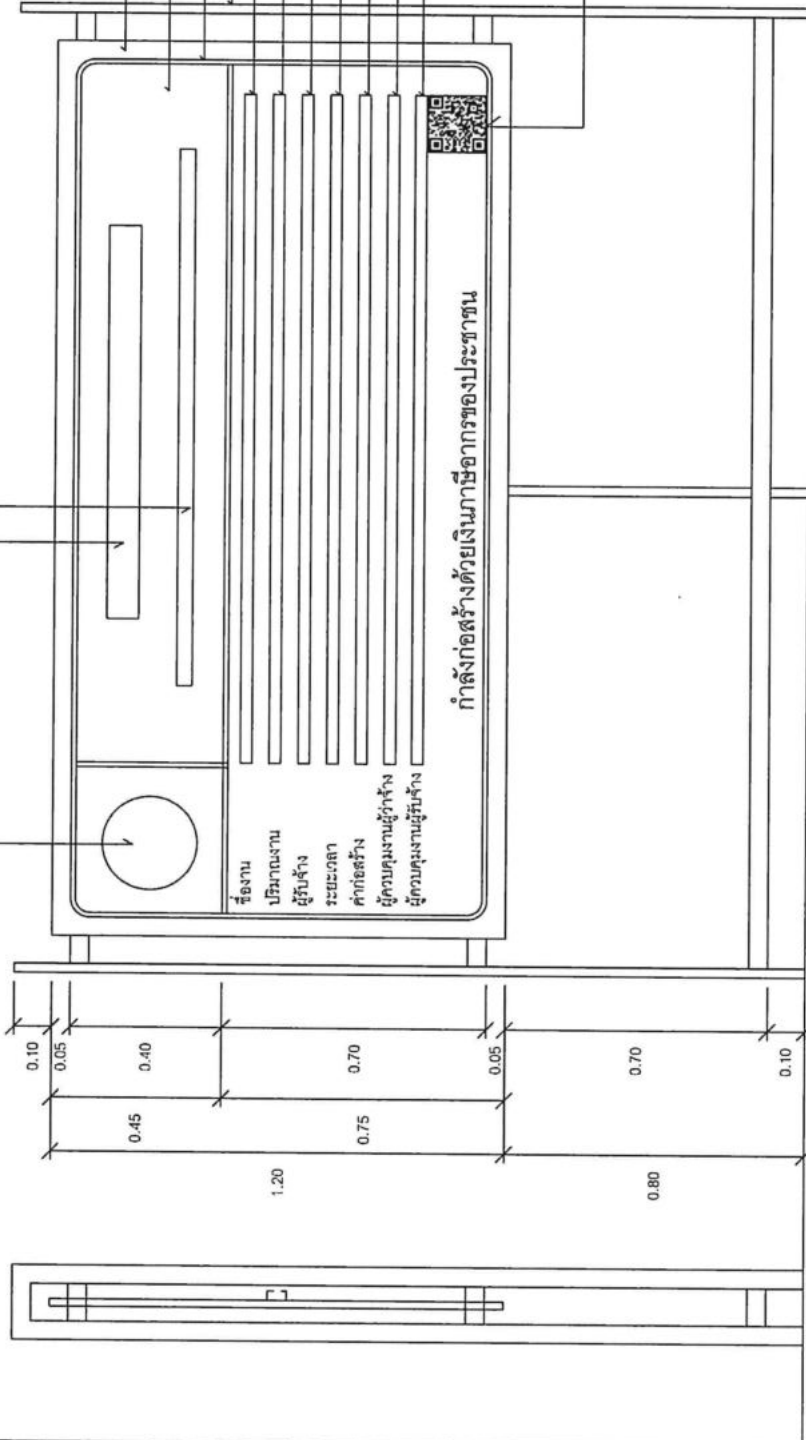 ชื่องาน
ปริมาณงาน
ผู้รับจ้าง
ระยะเวลา
ค่าก่อสร้าง
ผู้ควบคุมงานผู้ว่าจ้าง
ผู้ควบคุมงานผู้รับจ้าง
กำลังก่อสร้างด้วยเงินภาษีอากรของประชาชน
0.10
0.05
0.40
0.70
0.05
0.70
0.10
0.45
0.75
1.20
0.80